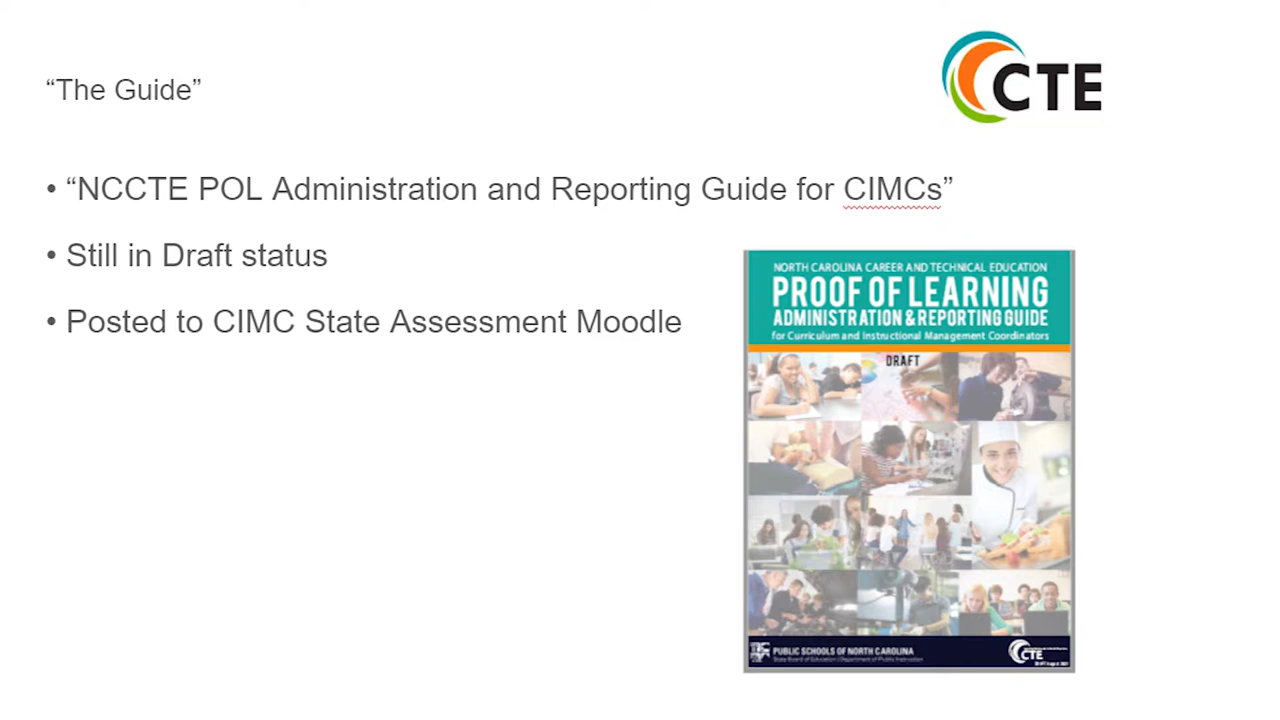 CTE
“The Guide”
• “NCCTE POL Administration and Reporting Guide for CIMCs”
• Still in Draft status
• Posted to CIMC State Assessment Moodle
NORTH CAROLINA CAREER AND TECHNICAL EDUCATION
PROOF OF LEARNING
ADMINISTRATION & REPORTING GUIDE
for Curriculum and Instructional Management Coordinators
DRAFT
PUBLIC SCHOOLS OF NORTH CAROLINA
State Board of Education | Department of Public Instruction
CTE